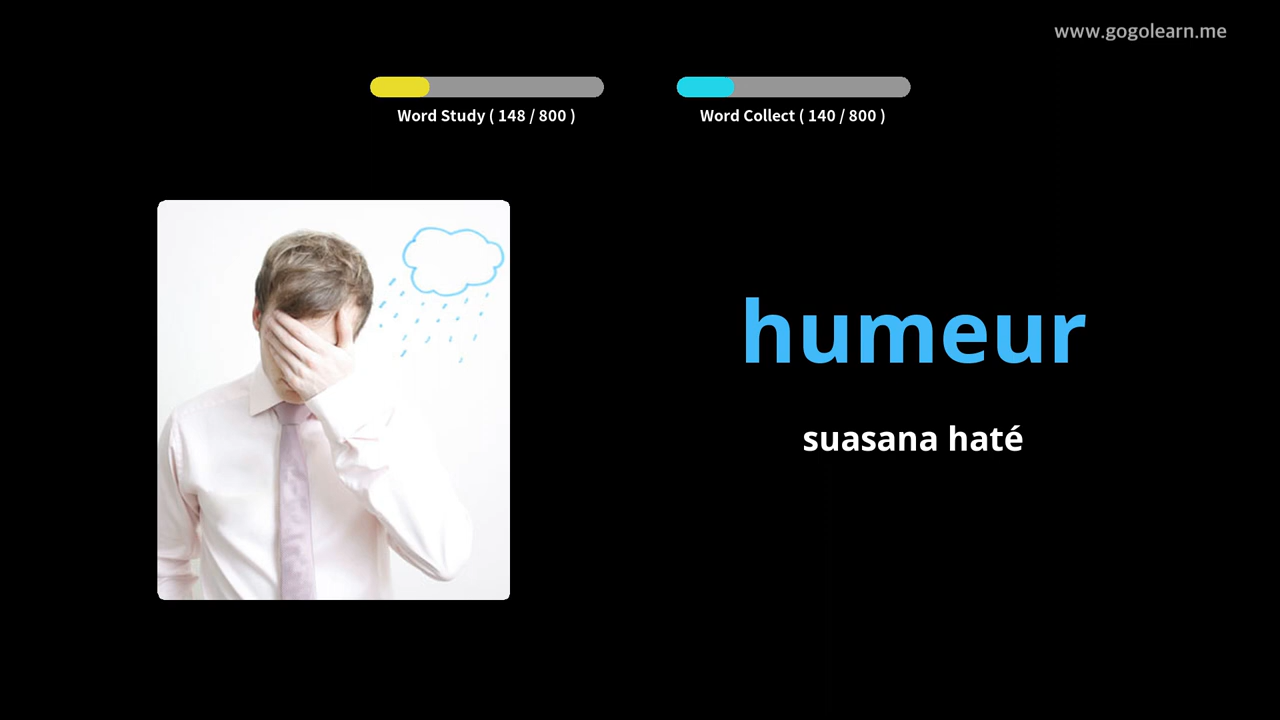 www.gogolearn.me
Word Study ( 148 / 800 )
Word Collect ( 140 / 800 )
humeur
suasana haté